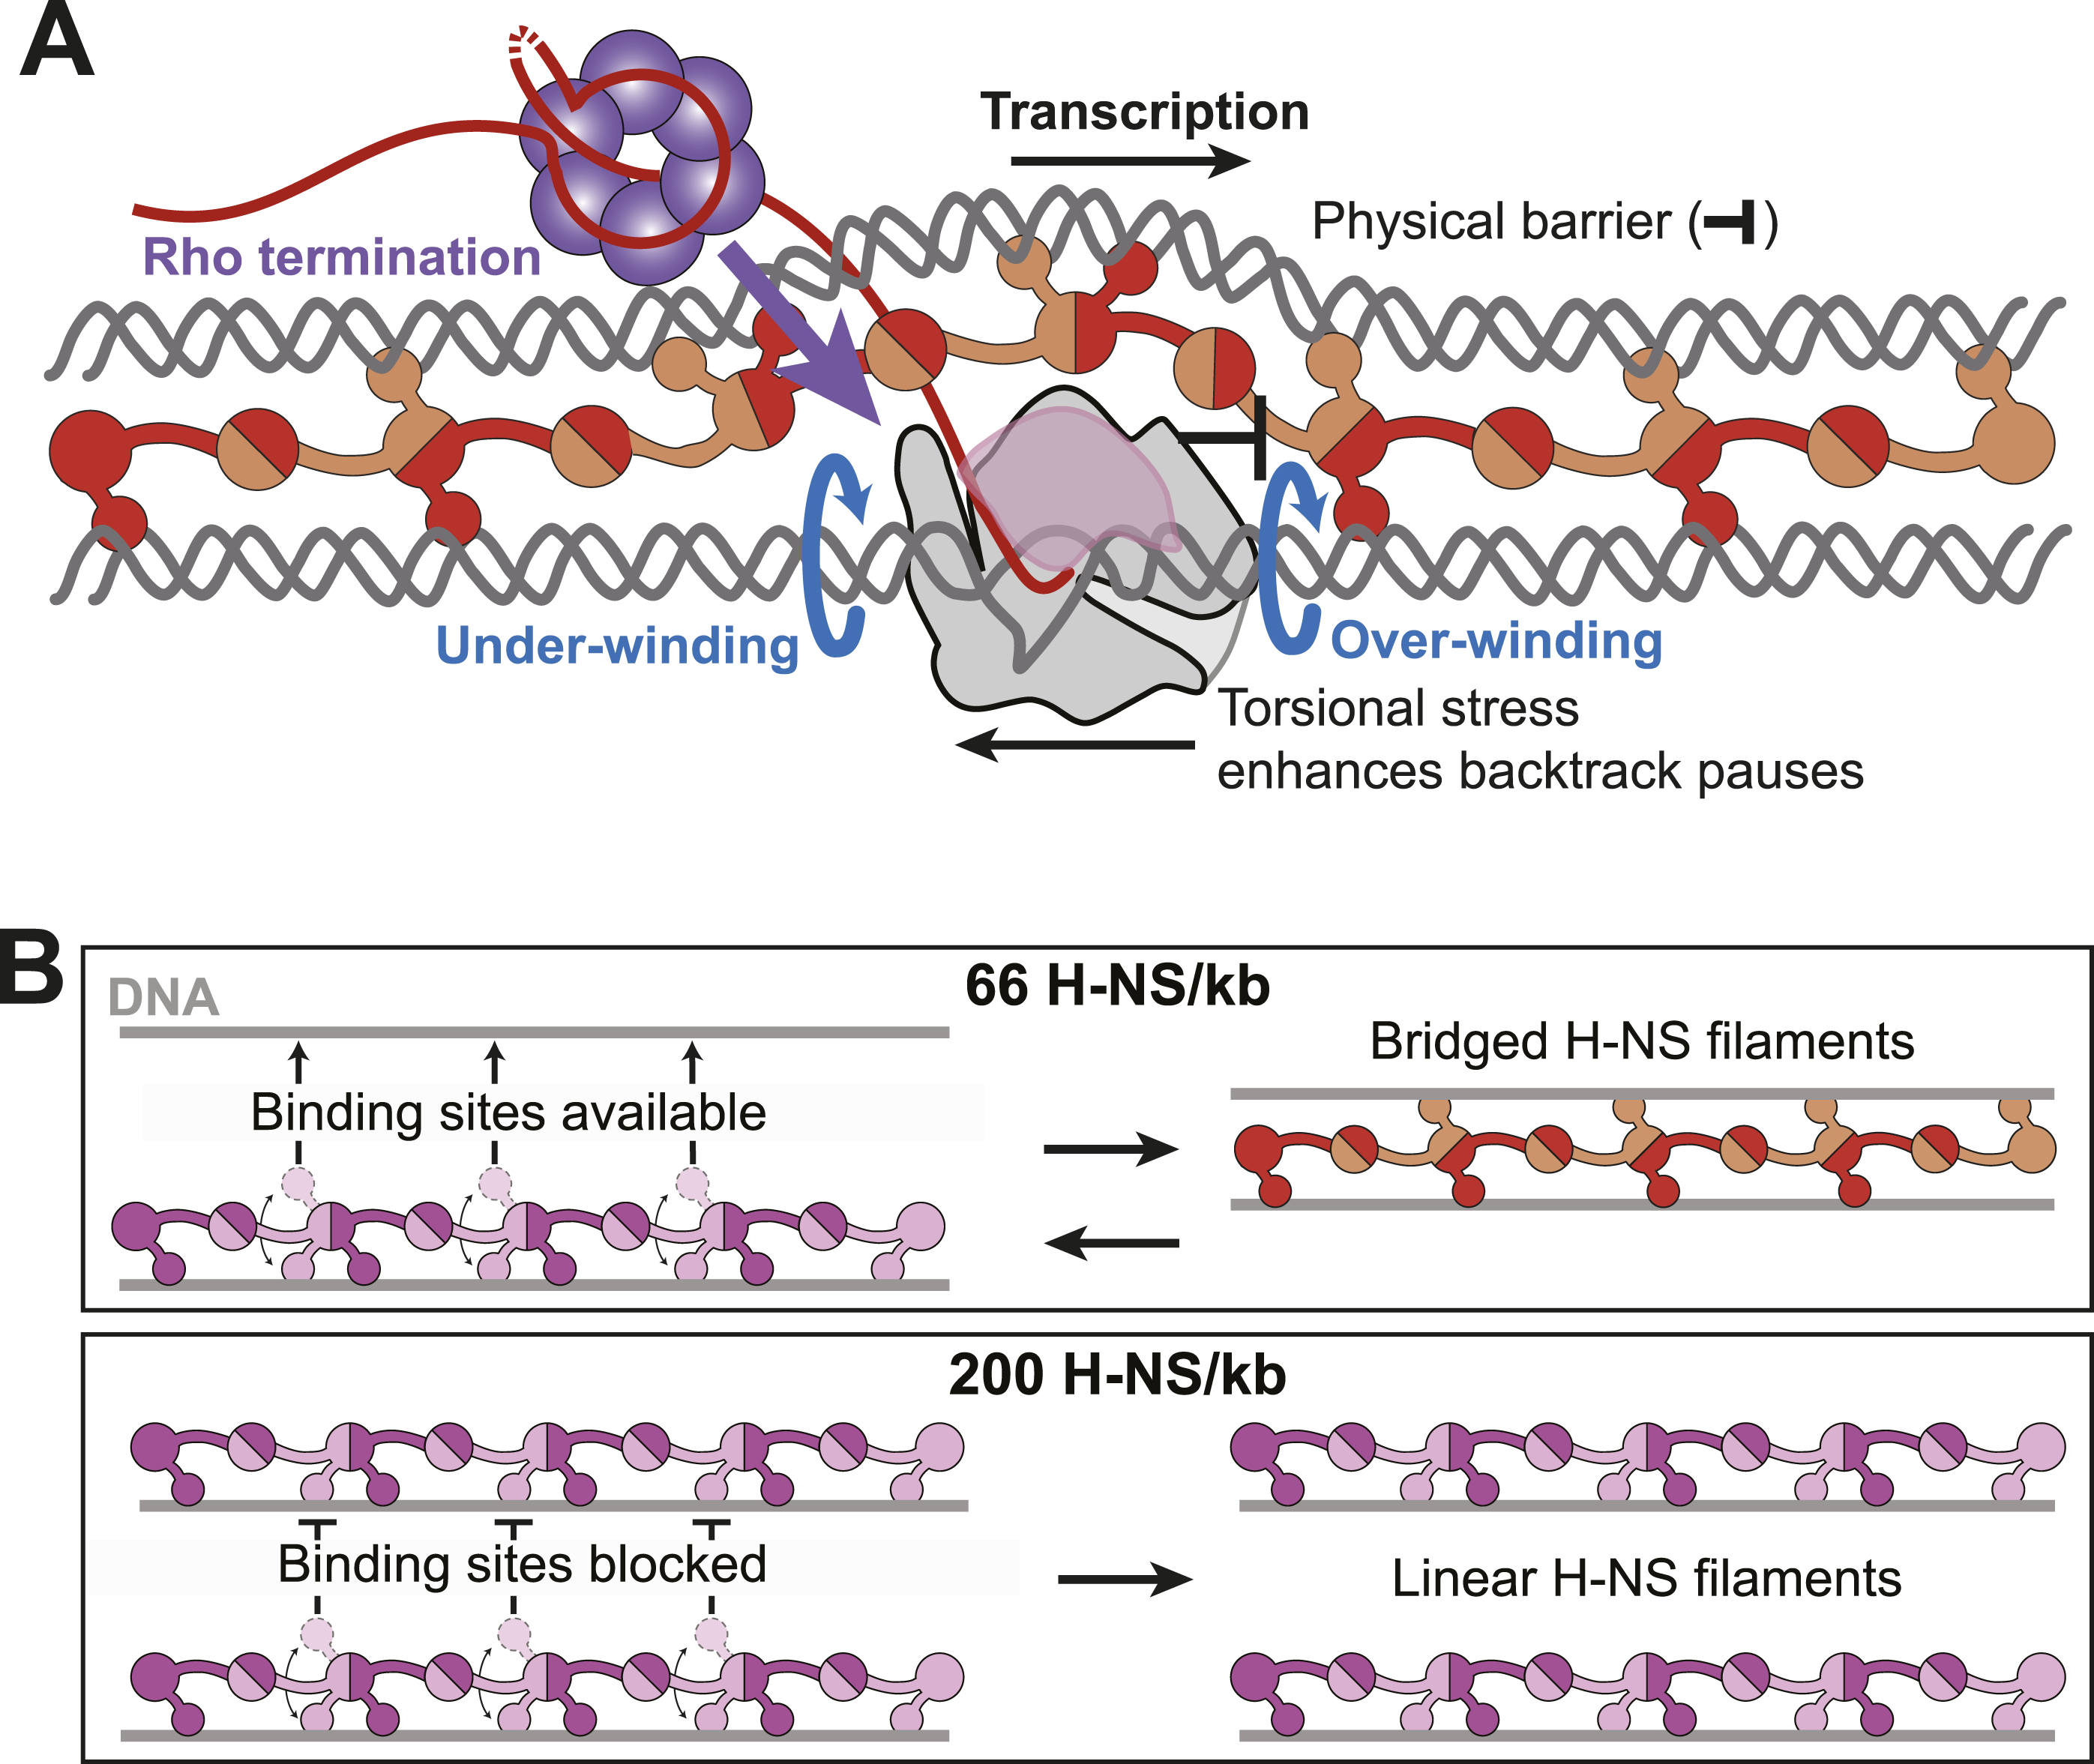 A
Transcription
Physical barrier ( )
Rho termination
Under-winding
Over-winding
Torsional stress
enhances backtrack pauses
B
66 H-NS/kb
DNA
Bridged H-NS filaments
Binding sites available
200 H-NS/kb
Binding sites blocked
Linear H-NS filaments